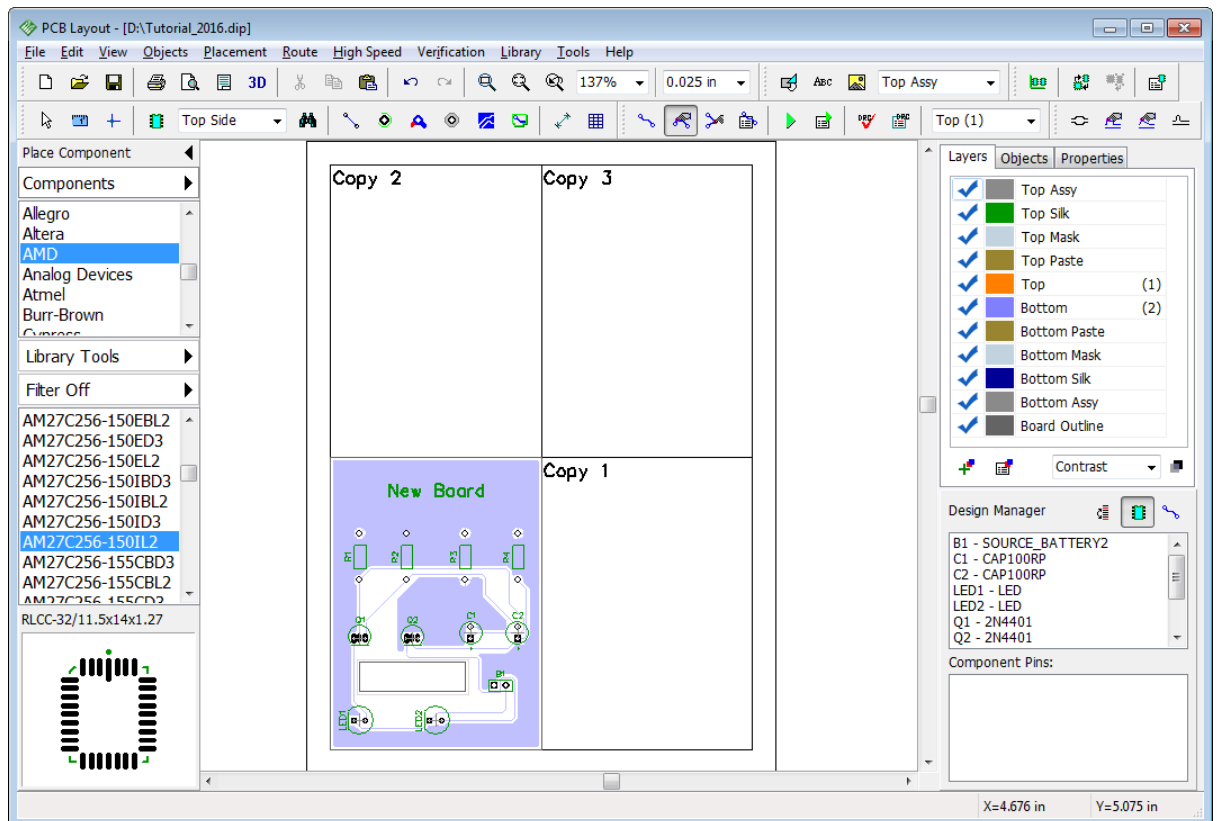 PCB Layout - [D:\Tutorial_2016.dip]
File Edit View Objects Placement Route High Speed Verification Library Tools Help
3D 137% 0.025 in ABC Top Assy
Top Side DRC DRC Top (1)
Place Component
Components
Allegro
Altera
AMD
Analog Devices
Atmel
Burr-Brown
Cypress
Library Tools
Filter Off
AM27C256-150EBL2
AM27C256-150ED3
AM27C256-150EL2
AM27C256-150IBD3
AM27C256-150IBL2
AM27C256-150ID3
AM27C256-150IL2
AM27C256-155CBD3
AM27C256-155CBL2
AM27C256-155CD3
RLCC-32/11.5x14x1.27
Copy 2 Copy 3
Copy 1
New Board
R1 R2 R3 R4
Q1 Q2 C1 C2
B1
LED1 LED2
Layers Objects Properties
Top Assy
Top Silk
Top Mask
Top Paste
Top (1)
Bottom (2)
Bottom Paste
Bottom Mask
Bottom Silk
Bottom Assy
Board Outline
Contrast
Design Manager
B1 - SOURCE_BATTERY2
C1 - CAP100RP
C2 - CAP100RP
LED1 - LED
LED2 - LED
Q1 - 2N4401
Q2 - 2N4401
Component Pins:
X=4.676 in Y=5.075 in